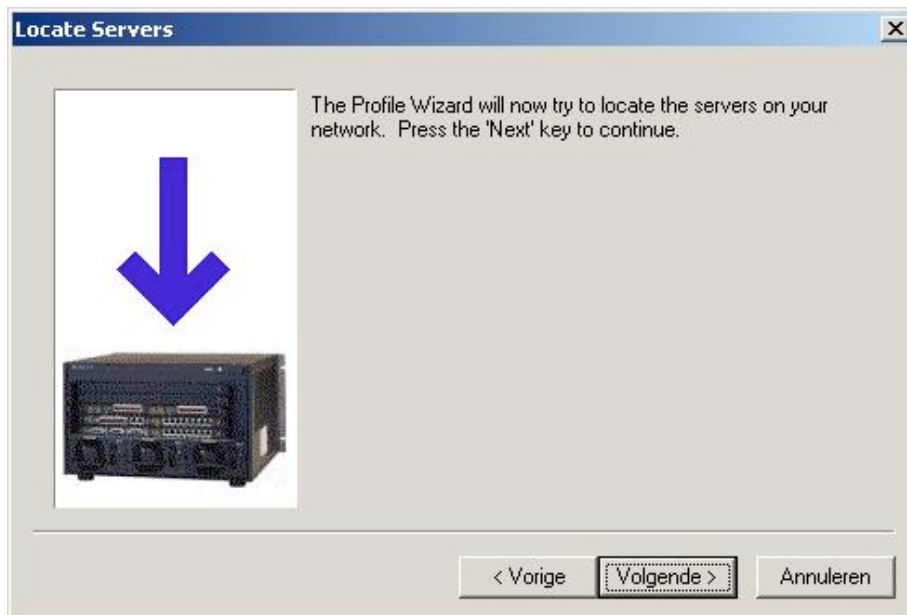 Locate Servers
The Profile Wizard will now try to locate the servers on your
network.  Press the 'Next' key to continue.
< Vorige
Volgende >
Annuleren